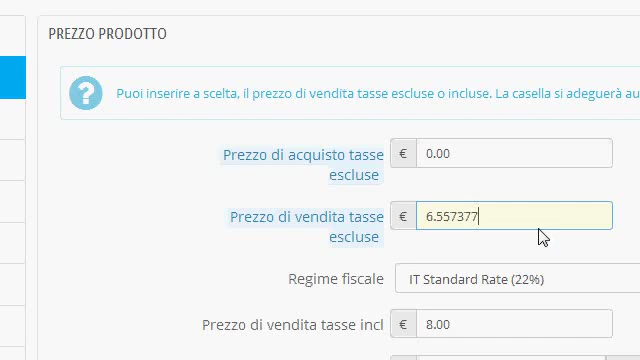 PREZZO PRODOTTO
?
Puoi inserire a scelta, il prezzo di vendita tasse escluse o incluse. La casella si adeguerà au
Prezzo di acquisto tasse
escluse
€ 0.00
Prezzo di vendita tasse
escluse
€ 6.557377
Regime fiscale IT Standard Rate (22%)
Prezzo di vendita tasse incl € 8.00